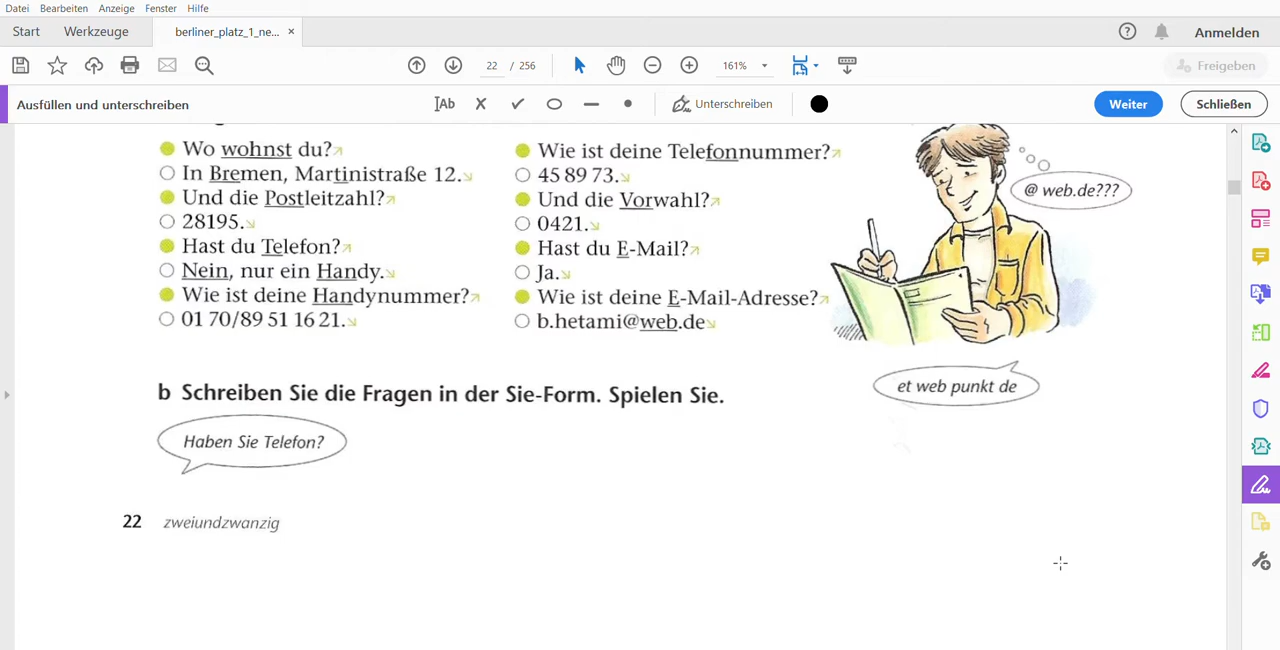 Datei Bearbeiten Anzeige Fenster Hilfe
Start Werkzeuge berliner_platz_1_ne... × ? Anmelden
22 / 256 161% Freigeben
Ausfüllen und unterschreiben IAb Unterschreiben Weiter Schließen
Wo wohnst du?
In Bremen, Martinistraße 12.
Und die Postleitzahl?
28195.
Hast du Telefon?
Nein, nur ein Handy.
Wie ist deine Handynummer?
01 70/89 51 16 21.
Wie ist deine Telefonnummer?
45 89 73.
Und die Vorwahl?
0421.
Hast du E-Mail?
Ja.
Wie ist deine E-Mail-Adresse?
b.hetami@web.de
@ web.de???
et web punkt de
b Schreiben Sie die Fragen in der Sie-Form. Spielen Sie.
Haben Sie Telefon?
22 zweiundzwanzig